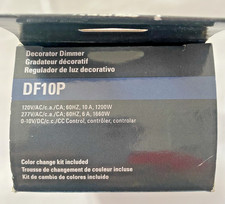 Decorator Dimmer
Gradateur décoratif
Regulador de luz decorativo
DF10P
120V/AC/c.a./CA; 60HZ, 10 A, 1200W
277V/AC/c.a./CA; 60HZ, 6 A, 1660W
0-10V/DC/c.c./CC Control, contrôler, controlar
Color change kit included
Trousse de changement de couleur incluse
Kit de cambio de colores incluido